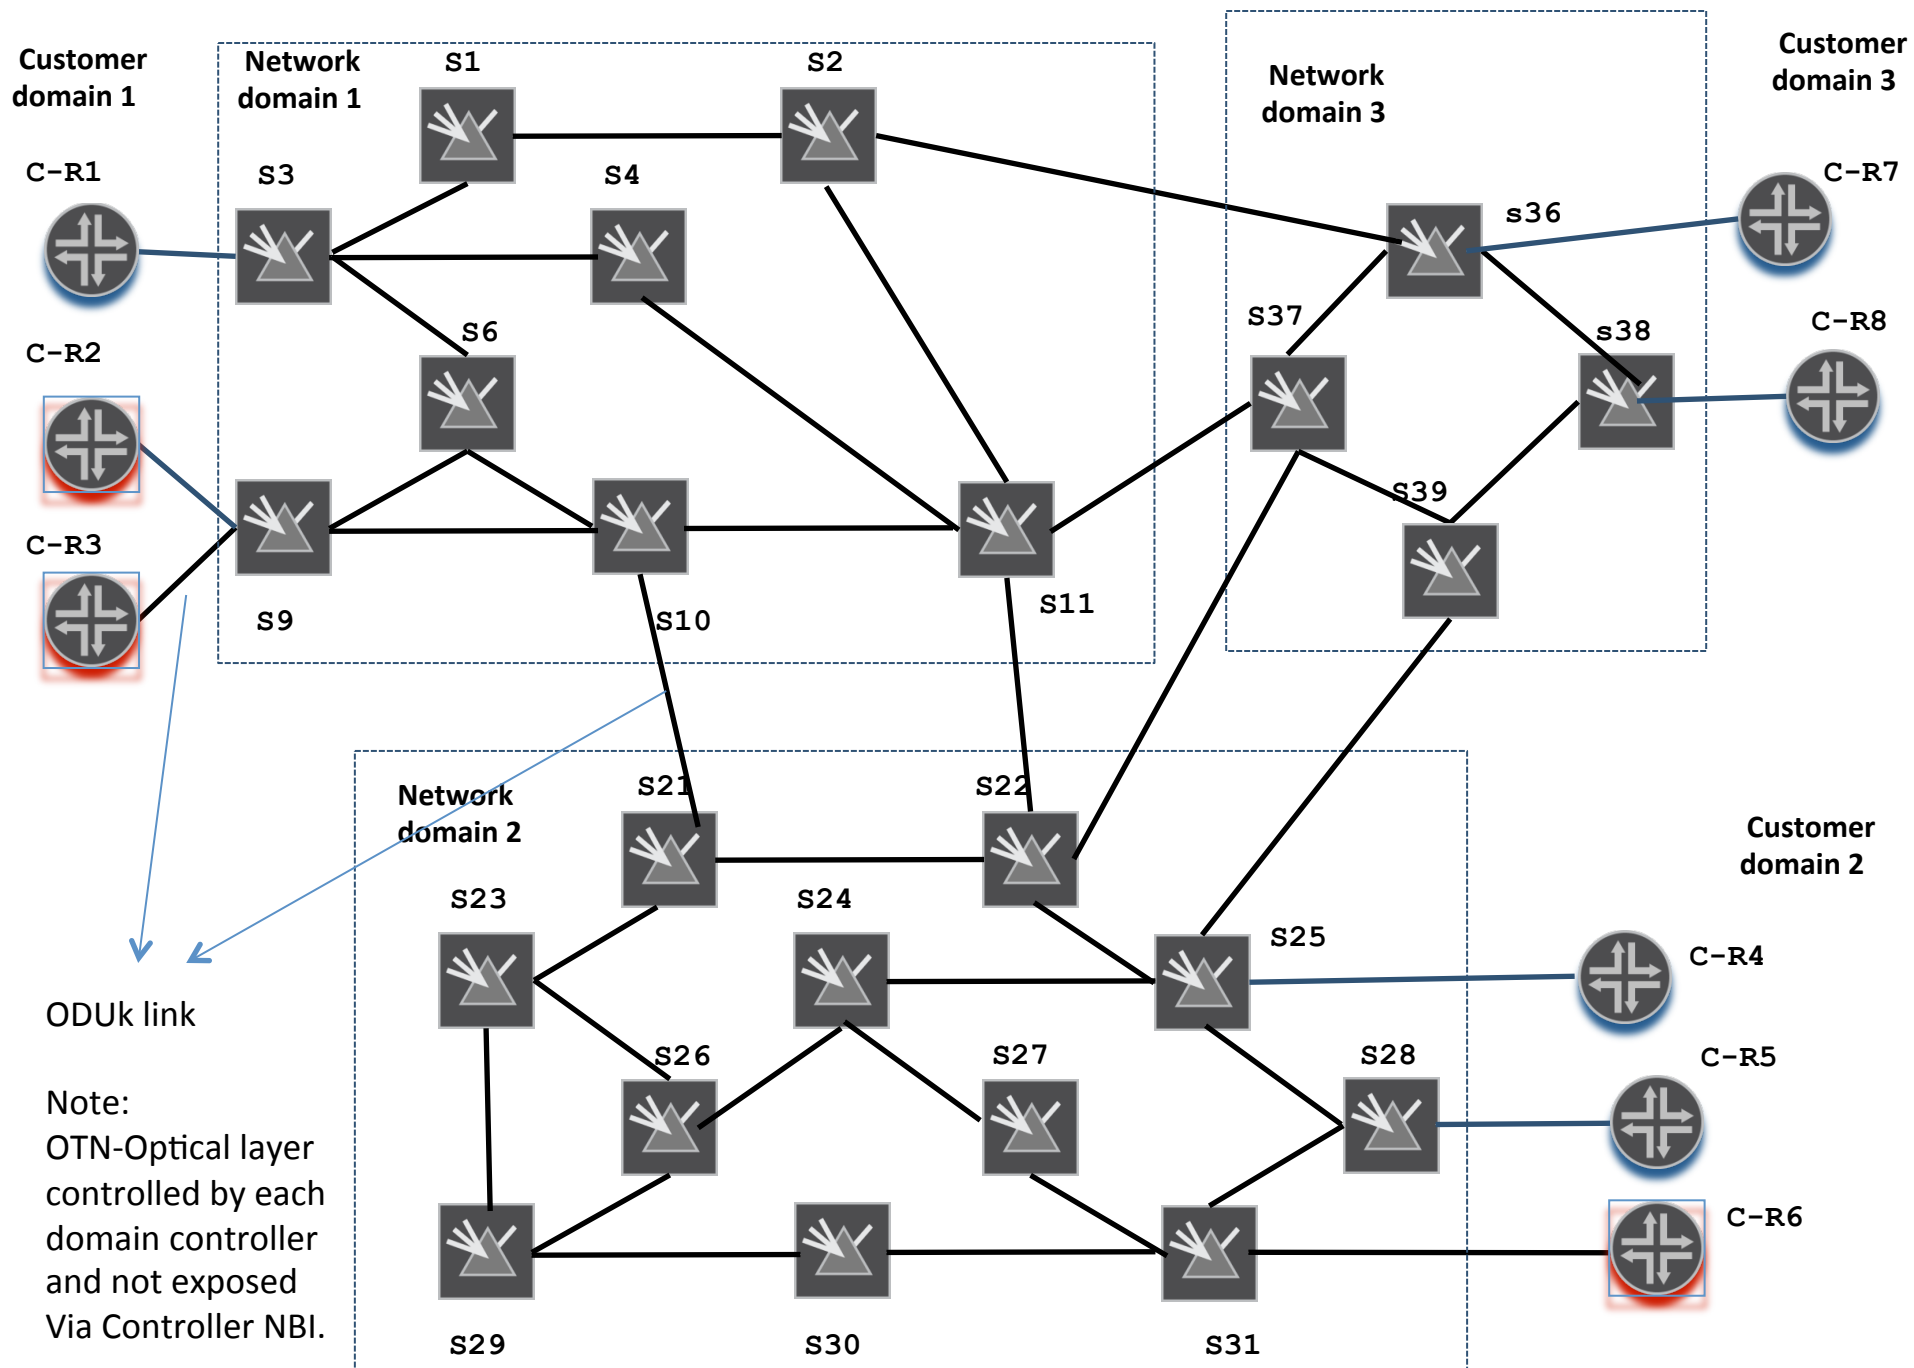 Customer
domain 1
Network
domain 1
S1
S2
Network
domain 3
Customer
domain 3
C-R1
S3
S4
s36
C-R7
C-R2
S6
S37
s38
C-R8
C-R3
S39
S9
S10
S11
Network
domain 2
S21
S22
Customer
domain 2
S23
S24
S25
C-R4
ODUk link
S26
S27
S28
C-R5
Note:
OTN-Optical layer
controlled by each
domain controller
and not exposed
Via Controller NBI.
C-R6
S29
S30
S31